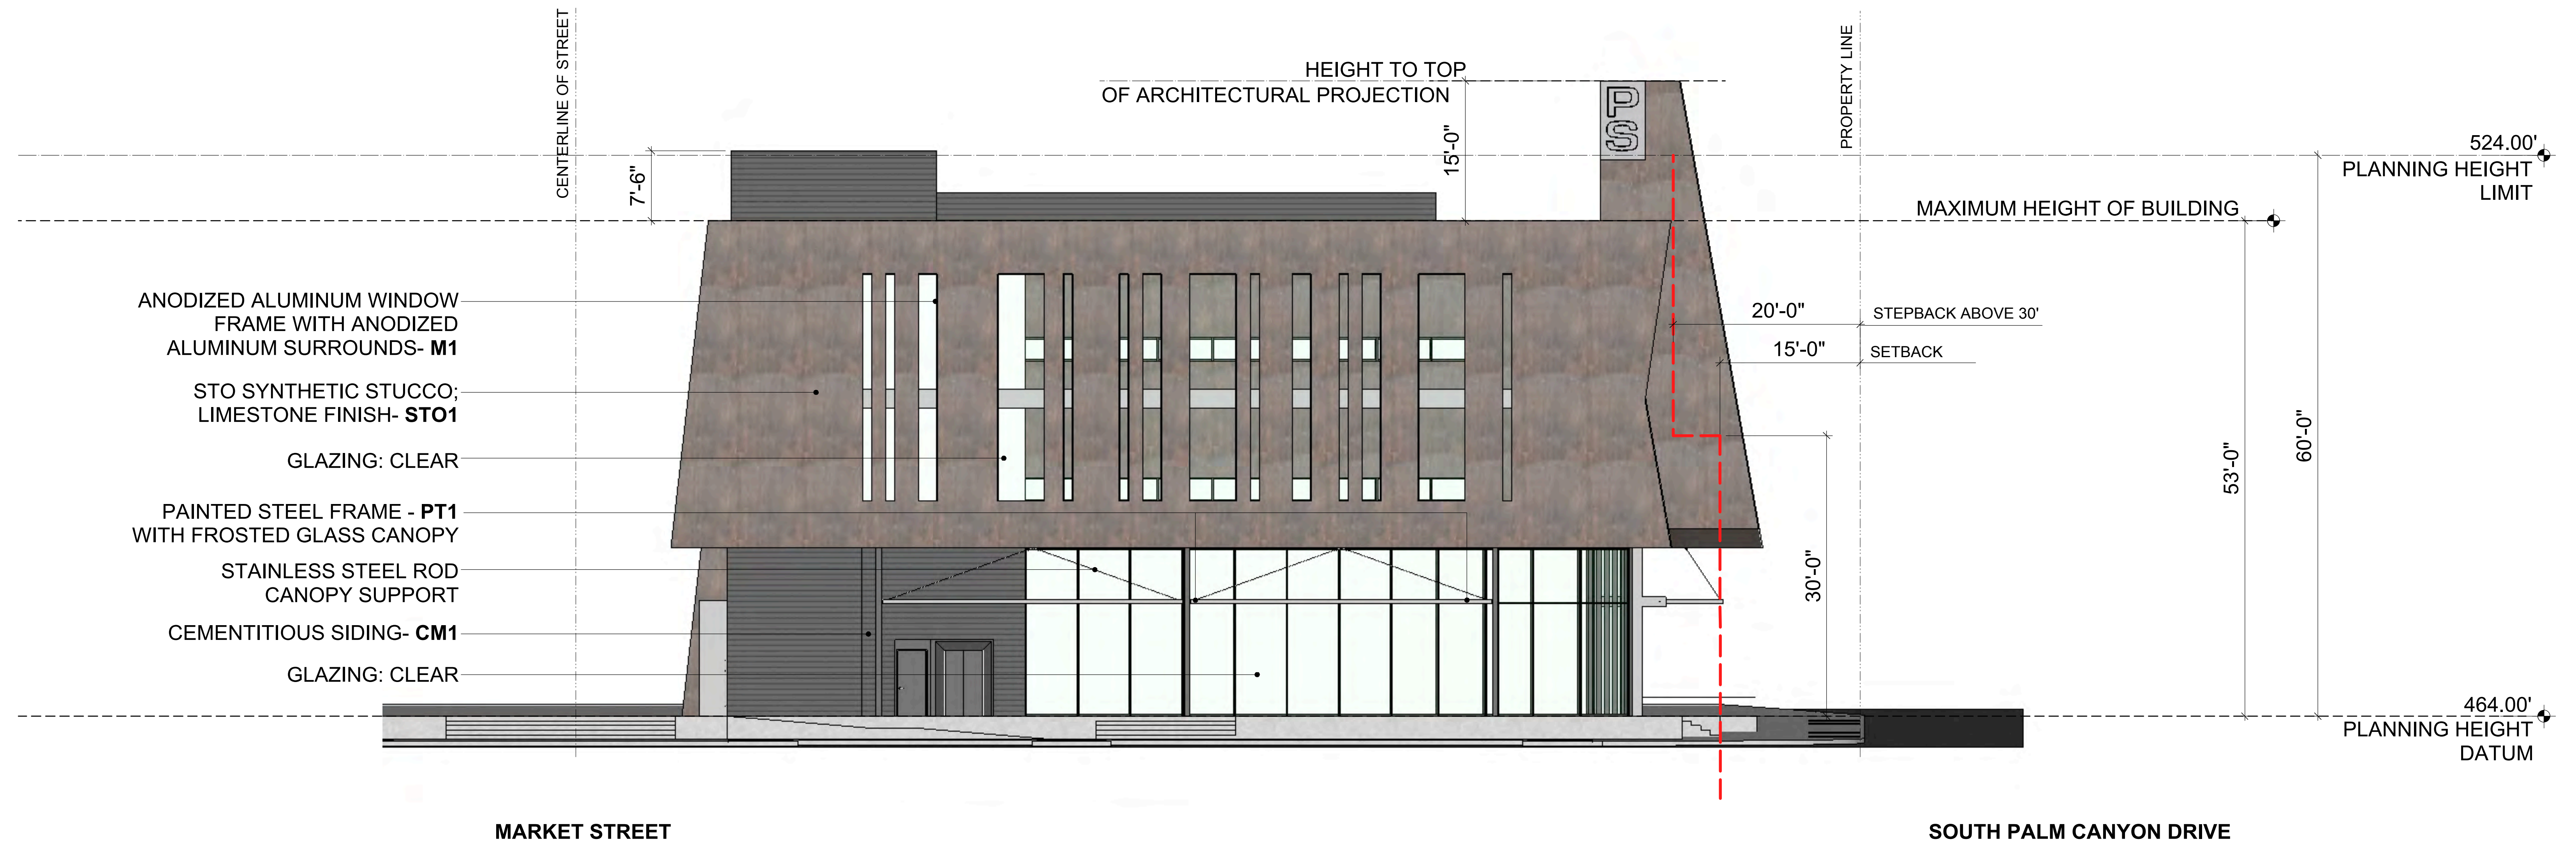 CENTERLINE OF STREET
HEIGHT TO TOP
OF ARCHITECTURAL PROJECTION
15'-0"
PS
PROPERTY LINE
524.00'
PLANNING HEIGHT
LIMIT
7'-6"
MAXIMUM HEIGHT OF BUILDING
ANODIZED ALUMINUM WINDOW
FRAME WITH ANODIZED
ALUMINUM SURROUNDS- M1
STO SYNTHETIC STUCCO;
LIMESTONE FINISH- STO1
GLAZING: CLEAR
PAINTED STEEL FRAME - PT1
WITH FROSTED GLASS CANOPY
STAINLESS STEEL ROD
CANOPY SUPPORT
CEMENTITIOUS SIDING- CM1
GLAZING: CLEAR
20'-0"
STEPBACK ABOVE 30'
15'-0"
SETBACK
30'-0"
53'-0"
60'-0"
464.00'
PLANNING HEIGHT
DATUM
MARKET STREET
SOUTH PALM CANYON DRIVE